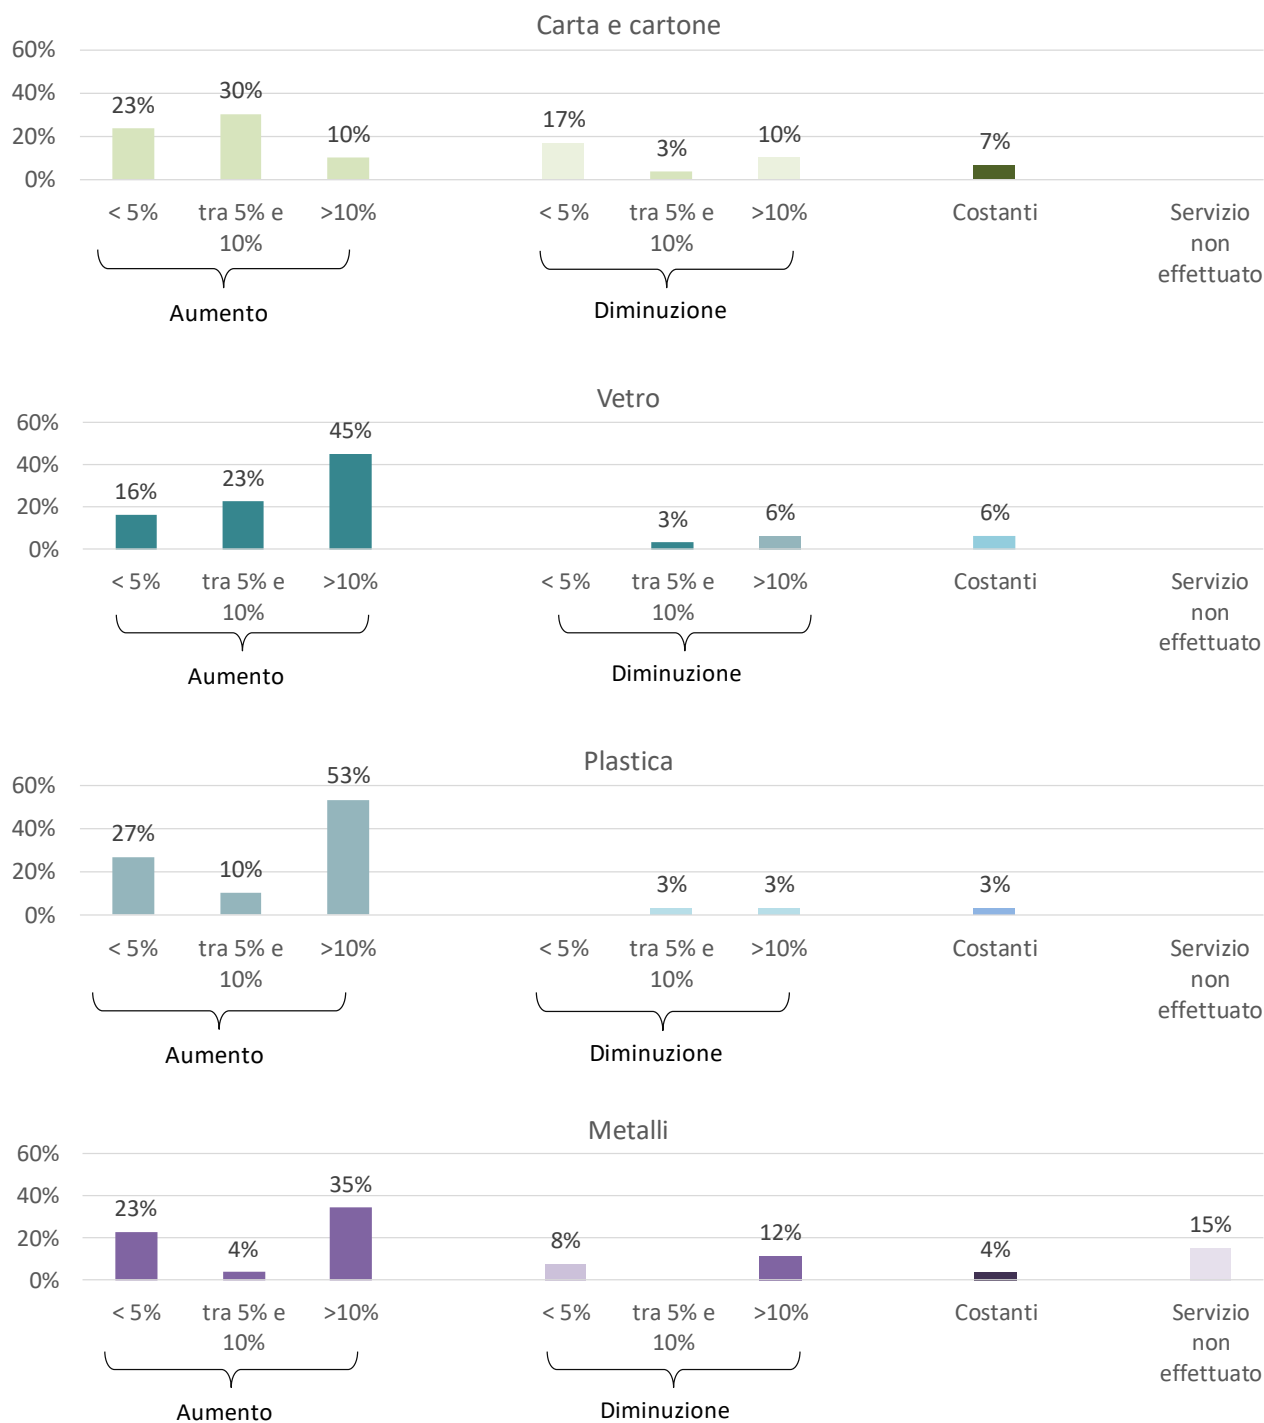 Carta e cartone
60%
40%
20%
0%
23%
30%
10%
17%
3%
10%
7%
< 5%
tra 5% e
10%
>10%
< 5%
tra 5% e
10%
>10%
Costanti
Servizio
non
effettuato
Aumento
Diminuzione
Vetro
60%
40%
20%
0%
16%
23%
45%
3%
6%
6%
< 5%
tra 5% e
10%
>10%
< 5%
tra 5% e
10%
>10%
Costanti
Servizio
non
effettuato
Aumento
Diminuzione
Plastica
60%
40%
20%
0%
27%
10%
53%
3%
3%
3%
< 5%
tra 5% e
10%
>10%
< 5%
tra 5% e
10%
>10%
Costanti
Servizio
non
effettuato
Aumento
Diminuzione
Metalli
60%
40%
20%
0%
23%
4%
35%
8%
12%
4%
15%
< 5%
tra 5% e
10%
>10%
< 5%
tra 5% e
10%
>10%
Costanti
Servizio
non
effettuato
Aumento
Diminuzione